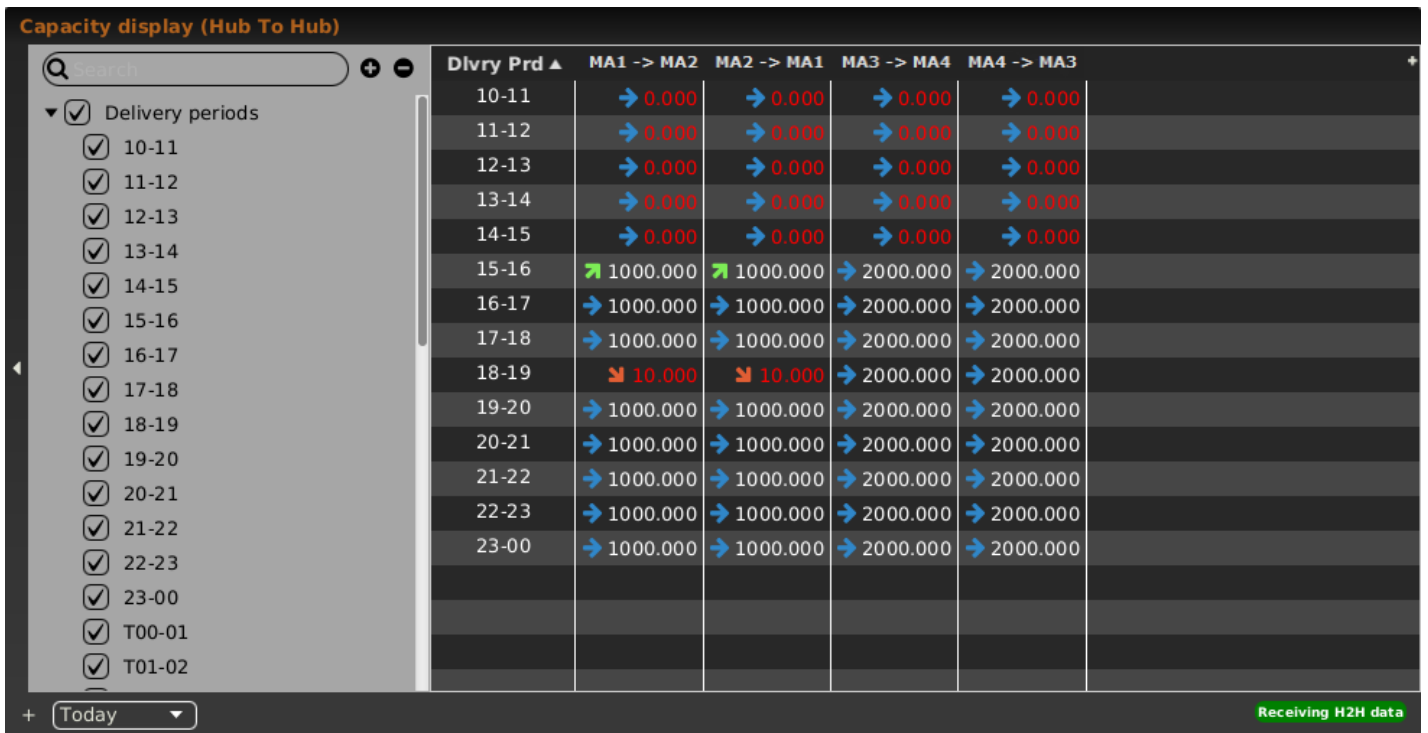 Capacity display (Hub To Hub)
Search
Delivery periods
10-11
11-12
12-13
13-14
14-15
15-16
16-17
17-18
18-19
19-20
20-21
21-22
22-23
23-00
T00-01
T01-02
Dlvry Prd MA1 -> MA2 MA2 -> MA1 MA3 -> MA4 MA4 -> MA3 +
10-11 0.000 0.000 0.000 0.000
11-12 0.000 0.000 0.000 0.000
12-13 0.000 0.000 0.000 0.000
13-14 0.000 0.000 0.000 0.000
14-15 0.000 0.000 0.000 0.000
15-16 1000.000 1000.000 2000.000 2000.000
16-17 1000.000 1000.000 2000.000 2000.000
17-18 1000.000 1000.000 2000.000 2000.000
18-19 10.000 10.000 2000.000 2000.000
19-20 1000.000 1000.000 2000.000 2000.000
20-21 1000.000 1000.000 2000.000 2000.000
21-22 1000.000 1000.000 2000.000 2000.000
22-23 1000.000 1000.000 2000.000 2000.000
23-00 1000.000 1000.000 2000.000 2000.000
+ Today
Receiving H2H data